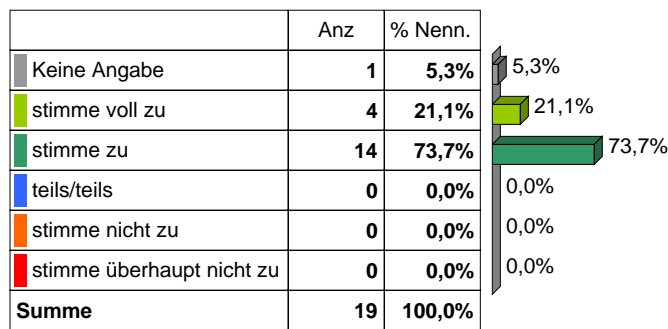 Anz % Nenn.
Keine Angabe 1 5,3% 5,3%
stimme voll zu 4 21,1% 21,1%
stimme zu 14 73,7% 73,7%
teils/teils 0 0,0% 0,0%
stimme nicht zu 0 0,0% 0,0%
stimme überhaupt nicht zu 0 0,0% 0,0%
Summe 19 100,0%